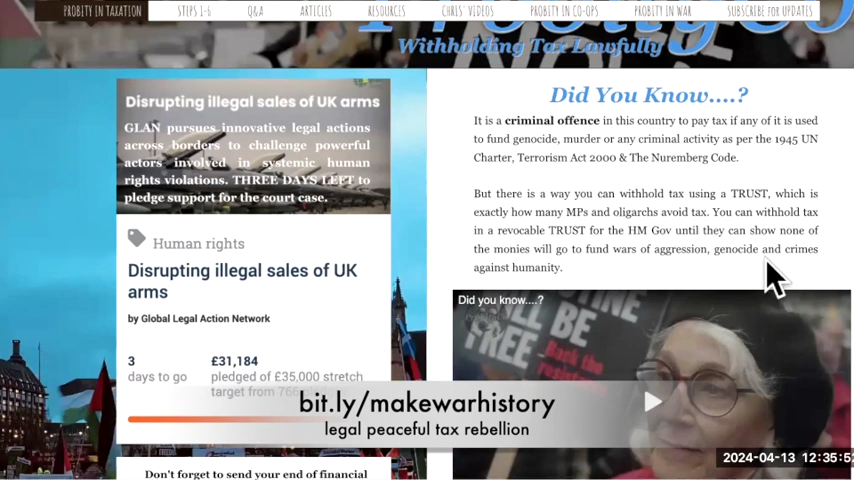 PROBITY IN TAXATION
STEPS 1-6
Q&A
ARTICLES
RESOURCES
CHRIS' VIDEOS
PROBITY IN CO-OPS
PROBITY IN WAR
SUBSCRIBE FOR UPDATES
Withholding Tax Lawfully
Disrupting illegal sales of UK arms
GLAN pursues innovative legal actions
across borders to challenge powerful
actors involved in systemic human
rights violations. THREE DAYS LEFT to
pledge support for the court case.
Human rights
Disrupting illegal sales of UK
arms
by Global Legal Action Network
3
days to go
£31,184
pledged of £35,000 stretch
target from 766
Don't forget to send your end of financial
Did You Know....?
It is a criminal offence in this country to pay tax if any of it is used
to fund genocide, murder or any criminal activity as per the 1945 UN
Charter, Terrorism Act 2000 & The Nuremberg Code.
But there is a way you can withhold tax using a TRUST, which is
exactly how many MPs and oligarchs avoid tax. You can withhold tax
in a revocable TRUST for the HM Gov until they can show none of
the monies will go to fund wars of aggression, genocide and crimes
against humanity.
Did you know....?
WILL BE
FREE
Back the
resistance
bit.ly/makewarhistory
legal peaceful tax rebellion
2024-04-13 12:35:5